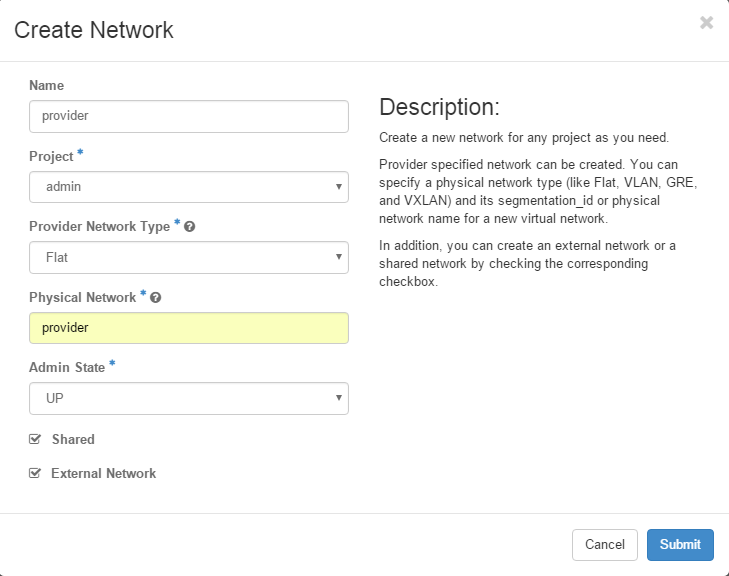 Create Network
Name
provider
Project *
admin
Provider Network Type *
Flat
Physical Network *
provider
Admin State *
UP
Shared
External Network
Description:
Create a new network for any project as you need.
Provider specified network can be created. You can
specify a physical network type (like Flat, VLAN, GRE,
and VXLAN) and its segmentation_id or physical
network name for a new virtual network.
In addition, you can create an external network or a
shared network by checking the corresponding
checkbox.
Cancel
Submit